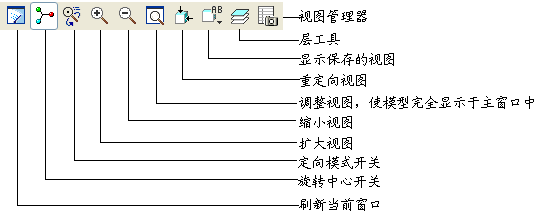 AB
视图管理器
层工具
显示保存的视图
重定向视图
调整视图，使模型完全显示于主窗口中
缩小视图
扩大视图
定向模式开关
旋转中心开关
刷新当前窗口